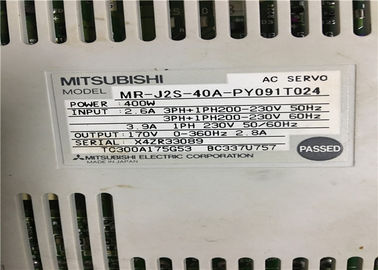 MITSUBISHI
AC SERVO
MODEL MR-J2S-40A-PY091T024
POWER : 400W
INPUT : 2.6A 3PH+1PH200-230V 50Hz
3PH+1PH200-230V 60Hz
3.9A 1PH 230V 50/60Hz
OUTPUT : 170V 0-360Hz 2.8A
SERIAL : X4ZR33089
TC300A175G53 BC337U757
MITSUBISHI ELECTRIC CORPORATION
MADE IN JAPAN
PASSED